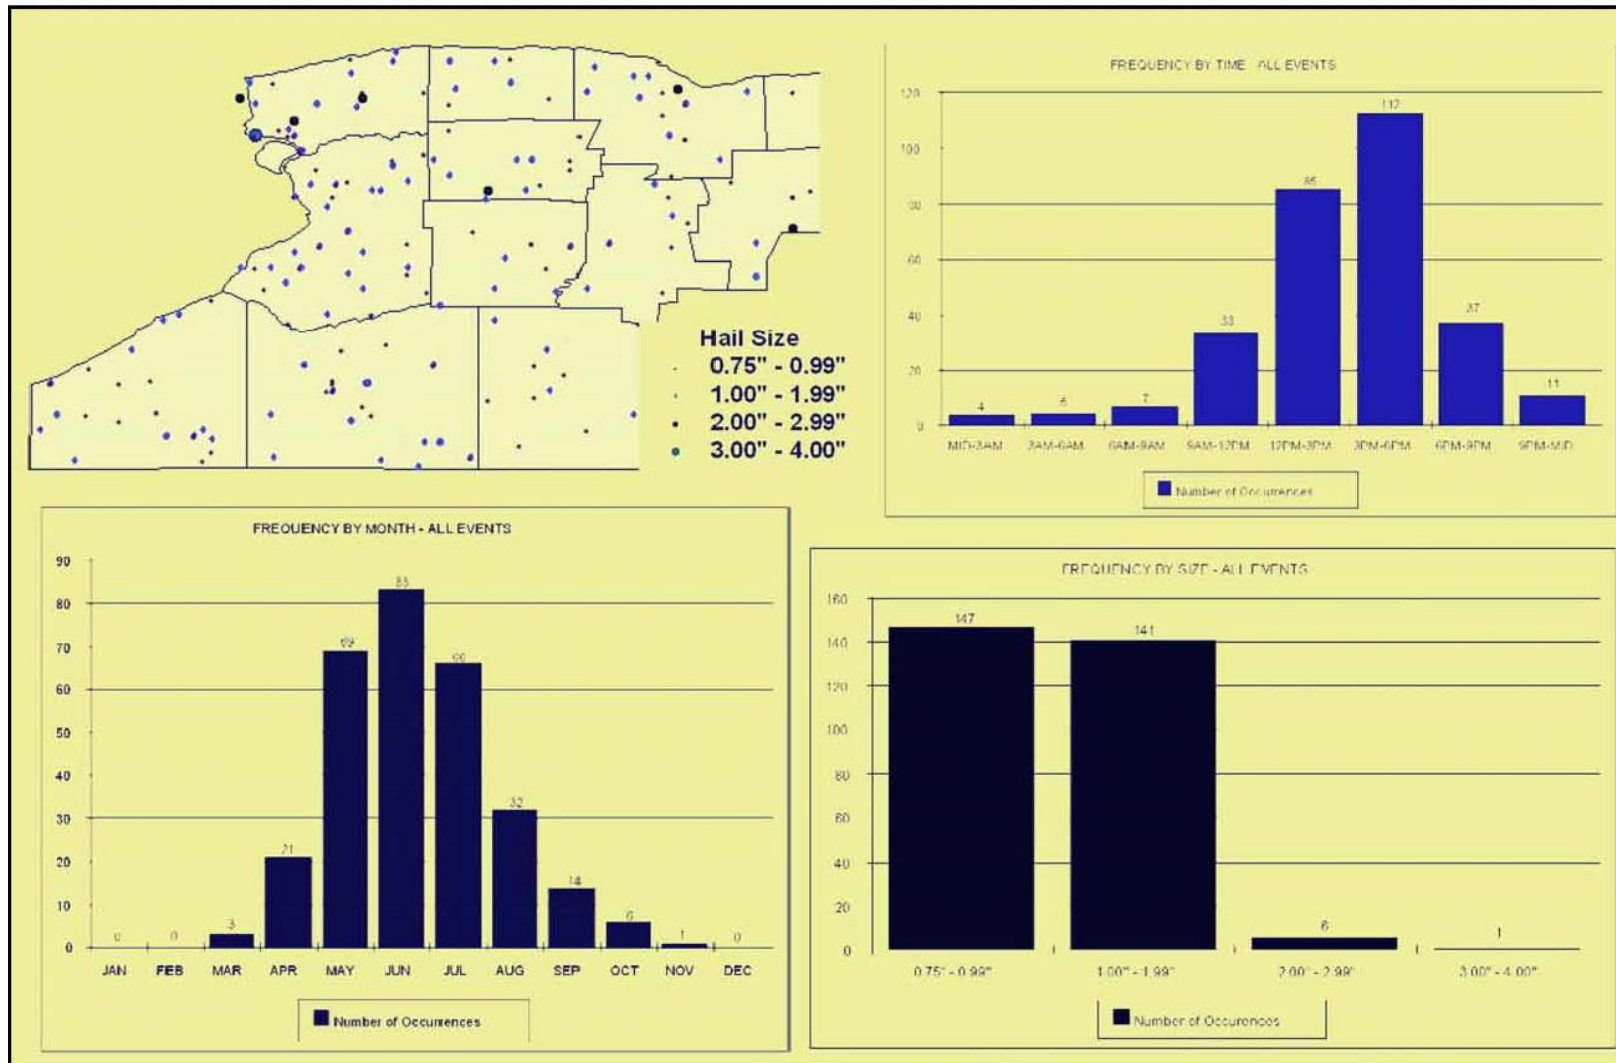 Hail Size
0.75" - 0.99"
1.00" - 1.99"
2.00" - 2.99"
3.00" - 4.00"
FREQUENCY BY TIME - ALL EVENTS
120
100
80
60
40
20
0
4
7
33
85
112
37
11
MID-3AM 3AM-6AM 6AM-9AM 9AM-12PM 12PM-3PM 3PM-6PM 6PM-9PM 9PM-MID
Number of Occurrences
FREQUENCY BY MONTH - ALL EVENTS
90
80
70
60
50
40
30
20
10
0
0 0 3 21 69 83 66 32 14 6 1 0
JAN FEB MAR APR MAY JUN JUL AUG SEP OCT NOV DEC
Number of Occurrences
FREQUENCY BY SIZE - ALL EVENTS
160
140
120
100
80
60
40
20
0
147 141 6 1
0.75" - 0.99" 1.00" - 1.99" 2.00" - 2.99" 3.00" - 4.00"
Number of Occurences